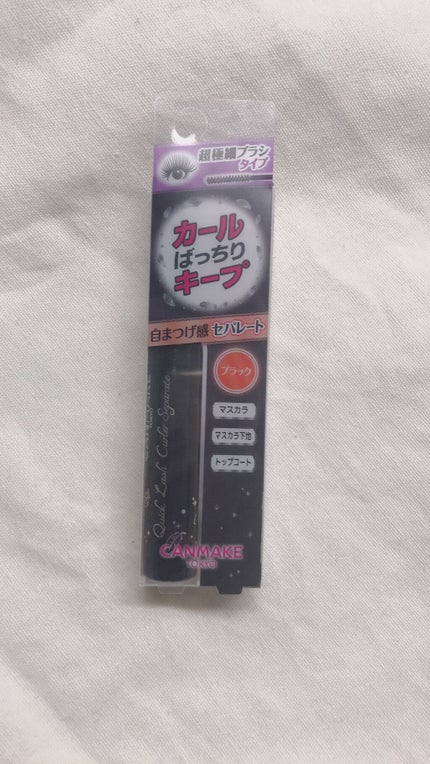 超極細ブラシ
タイプ
カール
ばっちり
キープ
自まつげ感 セパレート
ブラック
マスカラ
マスカラ下地
トップコート
Quick Lash Curler Separate
CANMAKE
TOKYO